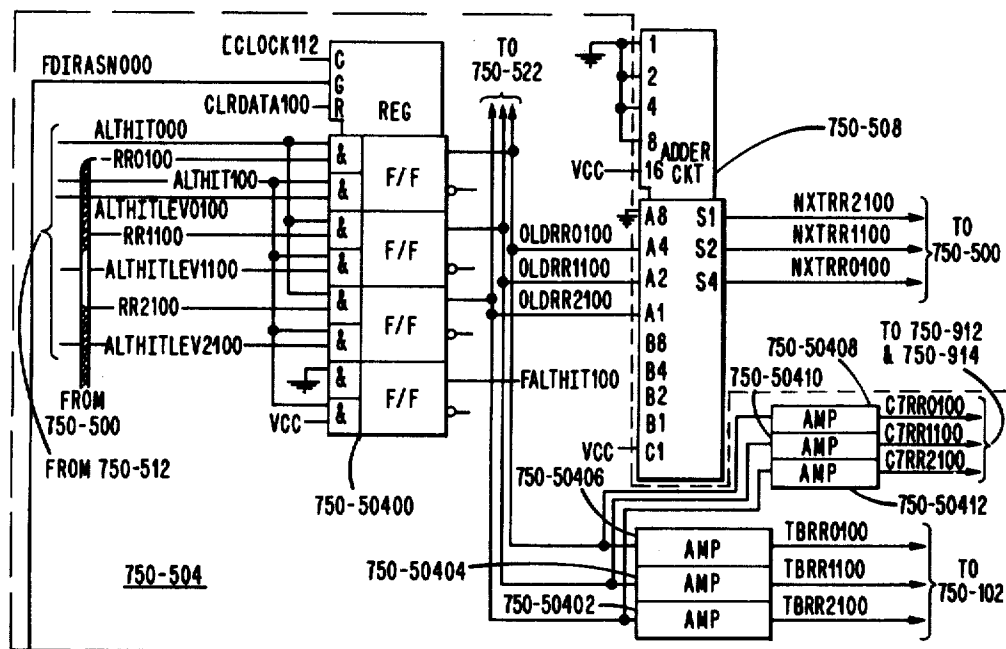 ECLOCK112
FDIRASN000
CLRDATA100
C
G
R
REG
ALTHIT000
RR0100
ALTHIT100
ALTHITLEV0100
RR1100
ALTHITLEV1100
RR2100
ALTHITLEV2100
VCC
&
&
&
&
&
&
&
&
F/F
F/F
F/F
F/F
FALTHIT100
FROM
750-500
FROM 750-512
750-50400
750-504
TO
750-522
1
2
4
8
VCC
16
ADDER
CKT
750-508
OLDRR0100
OLDRR1100
OLDRR2100
VCC
A8
A4
A2
A1
B8
B4
B2
B1
C1
S1
S2
S4
NXTRR2100
NXTRR1100
NXTRR0100
TO
750-500
TO 750-912
& 750-914
750-50408
750-50410
AMP
AMP
AMP
C7RR0100
C7RR1100
C7RR2100
750-50412
750-50406
750-50404
750-50402
AMP
AMP
AMP
TBRR0100
TBRR1100
TBRR2100
TO
750-102